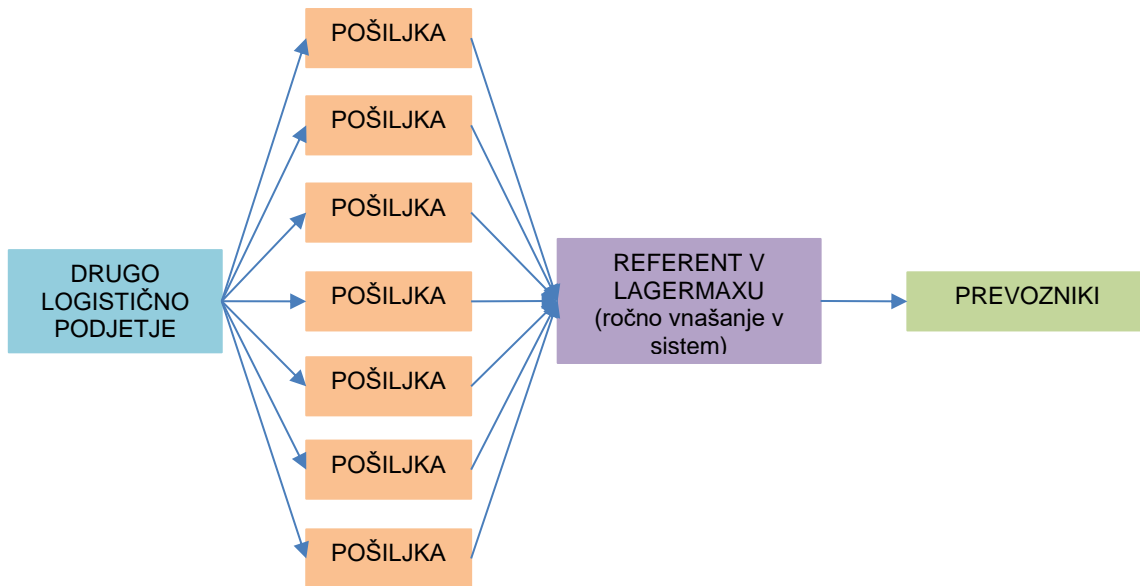 DRUGO
LOGISTIČNO
PODJETJE
POŠILJKA
POŠILJKA
POŠILJKA
POŠILJKA
POŠILJKA
POŠILJKA
POŠILJKA
REFERENT V
LAGERMAXU
(ročno vnašanje v
sistem)
PREVOZNIKI